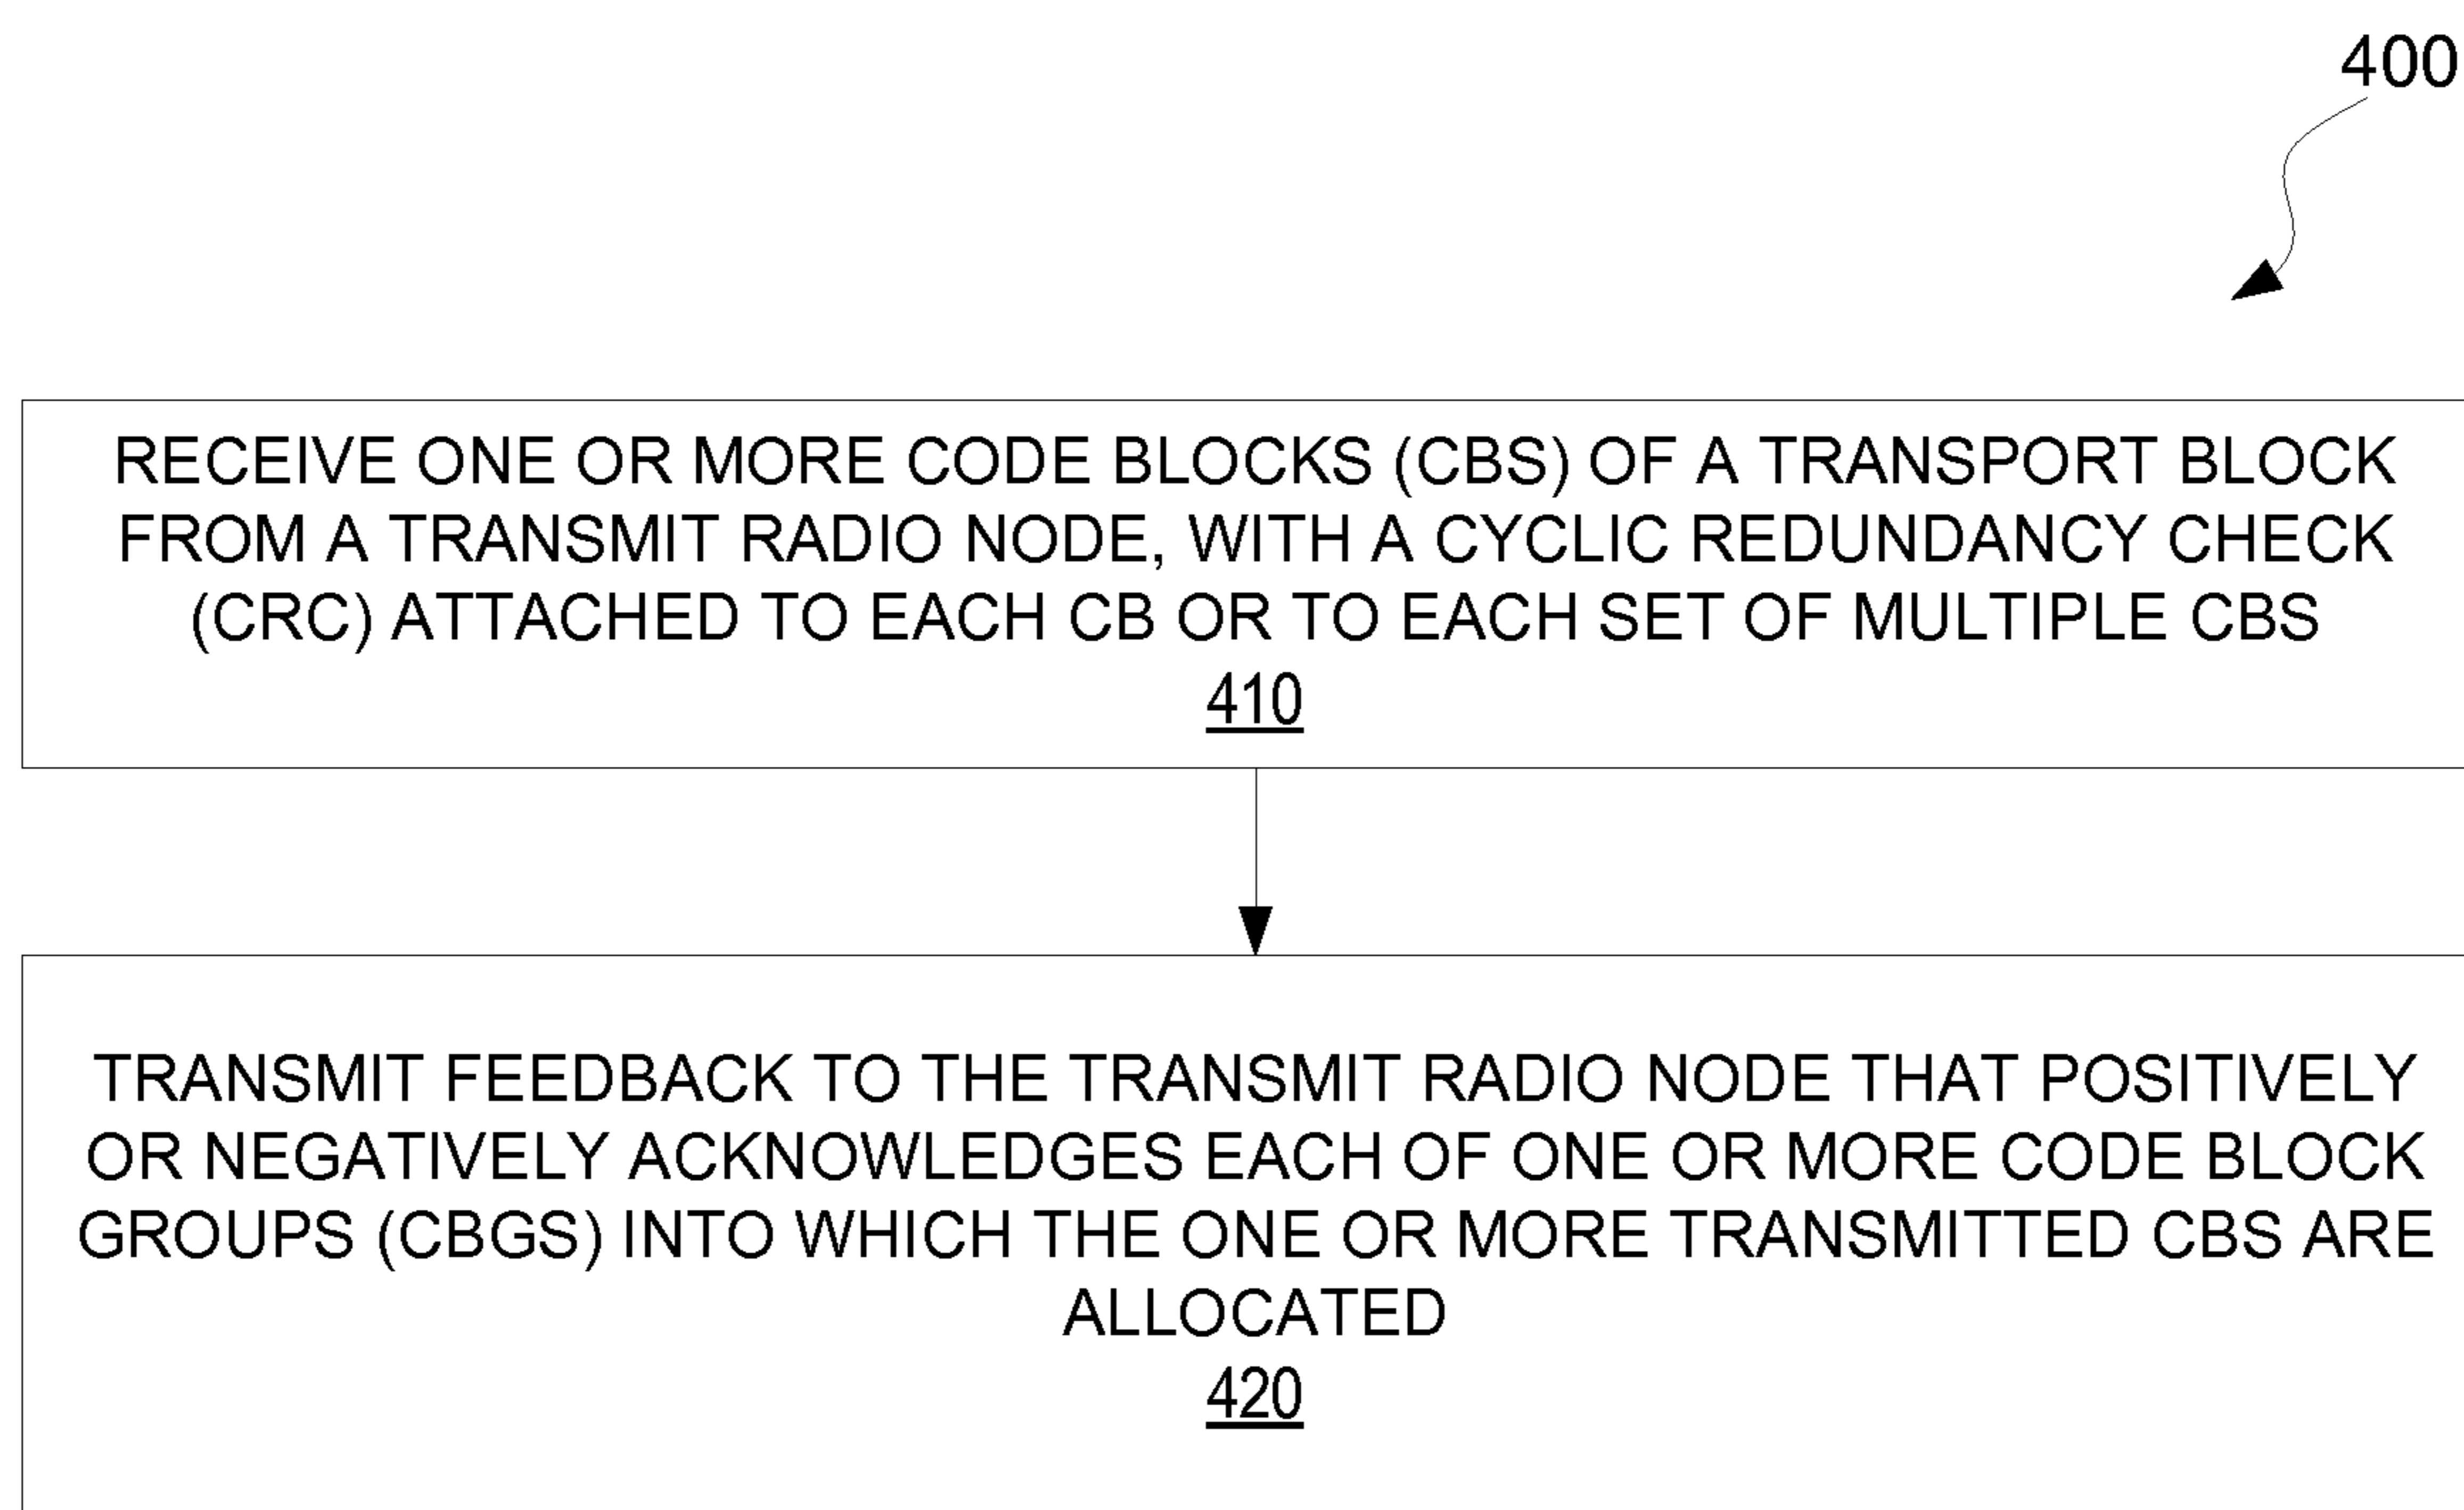 400
RECEIVE ONE OR MORE CODE BLOCKS (CBS) OF A TRANSPORT BLOCK
FROM A TRANSMIT RADIO NODE, WITH A CYCLIC REDUNDANCY CHECK
(CRC) ATTACHED TO EACH CB OR TO EACH SET OF MULTIPLE CBS
410
TRANSMIT FEEDBACK TO THE TRANSMIT RADIO NODE THAT POSITIVELY
OR NEGATIVELY ACKNOWLEDGES EACH OF ONE OR MORE CODE BLOCK
GROUPS (CBGS) INTO WHICH THE ONE OR MORE TRANSMITTED CBS ARE
ALLOCATED
420